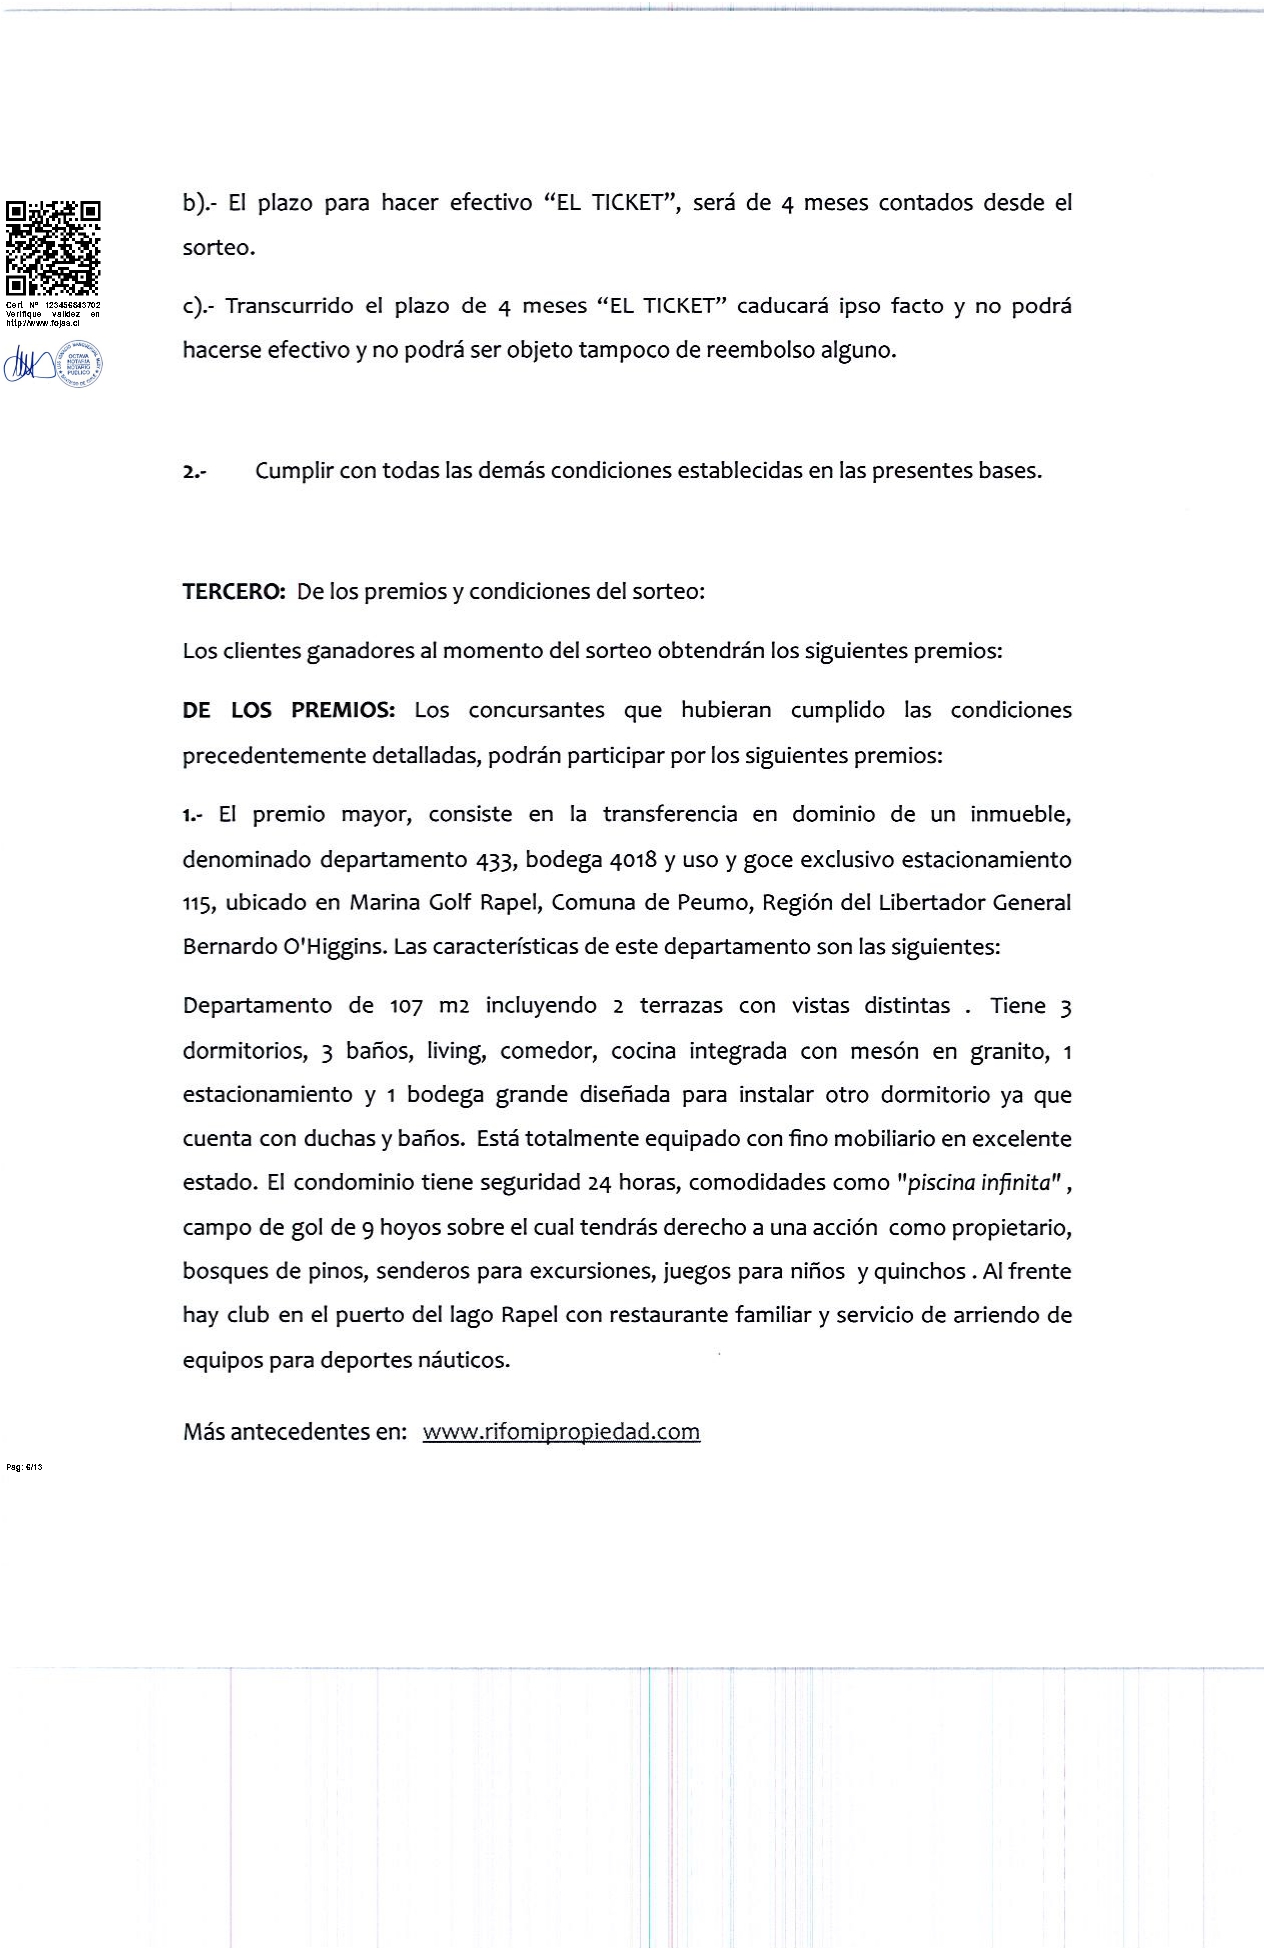 b).- El plazo para hacer efectivo “EL TICKET”, será de 4 meses contados desde el
sorteo.
c).- Transcurrido el plazo de 4 meses “EL TICKET” caducará ipso facto y no podrá
hacerse efectivo y no podrá ser objeto tampoco de reembolso alguno.
Cert. Nº 123456843702
Verifique validez en
http://www.fojas.cl
OCTAVA
NOTARIA
NOTARIO
PUBLICO
2.- Cumplir con todas las demás condiciones establecidas en las presentes bases.
TERCERO: De los premios y condiciones del sorteo:
Los clientes ganadores al momento del sorteo obtendrán los siguientes premios:
DE LOS PREMIOS: Los concursantes que hubieran cumplido las condiciones
precedentemente detalladas, podrán participar por los siguientes premios:
1.- El premio mayor, consiste en la transferencia en dominio de un inmueble,
denominado departamento 433, bodega 4018 y uso y goce exclusivo estacionamiento
115, ubicado en Marina Golf Rapel, Comuna de Peumo, Región del Libertador General
Bernardo O'Higgins. Las características de este departamento son las siguientes:
Departamento de 107 m2 incluyendo 2 terrazas con vistas distintas . Tiene 3
dormitorios, 3 baños, living, comedor, cocina integrada con mesón en granito, 1
estacionamiento y 1 bodega grande diseñada para instalar otro dormitorio ya que
cuenta con duchas y baños. Está totalmente equipado con fino mobiliario en excelente
estado. El condominio tiene seguridad 24 horas, comodidades como "piscina infinita" ,
campo de gol de 9 hoyos sobre el cual tendrás derecho a una acción como propietario,
bosques de pinos, senderos para excursiones, juegos para niños y quinchos . Al frente
hay club en el puerto del lago Rapel con restaurante familiar y servicio de arriendo de
equipos para deportes náuticos.
Más antecedentes en: www.rifomipropiedad.com
Pag: 6/13